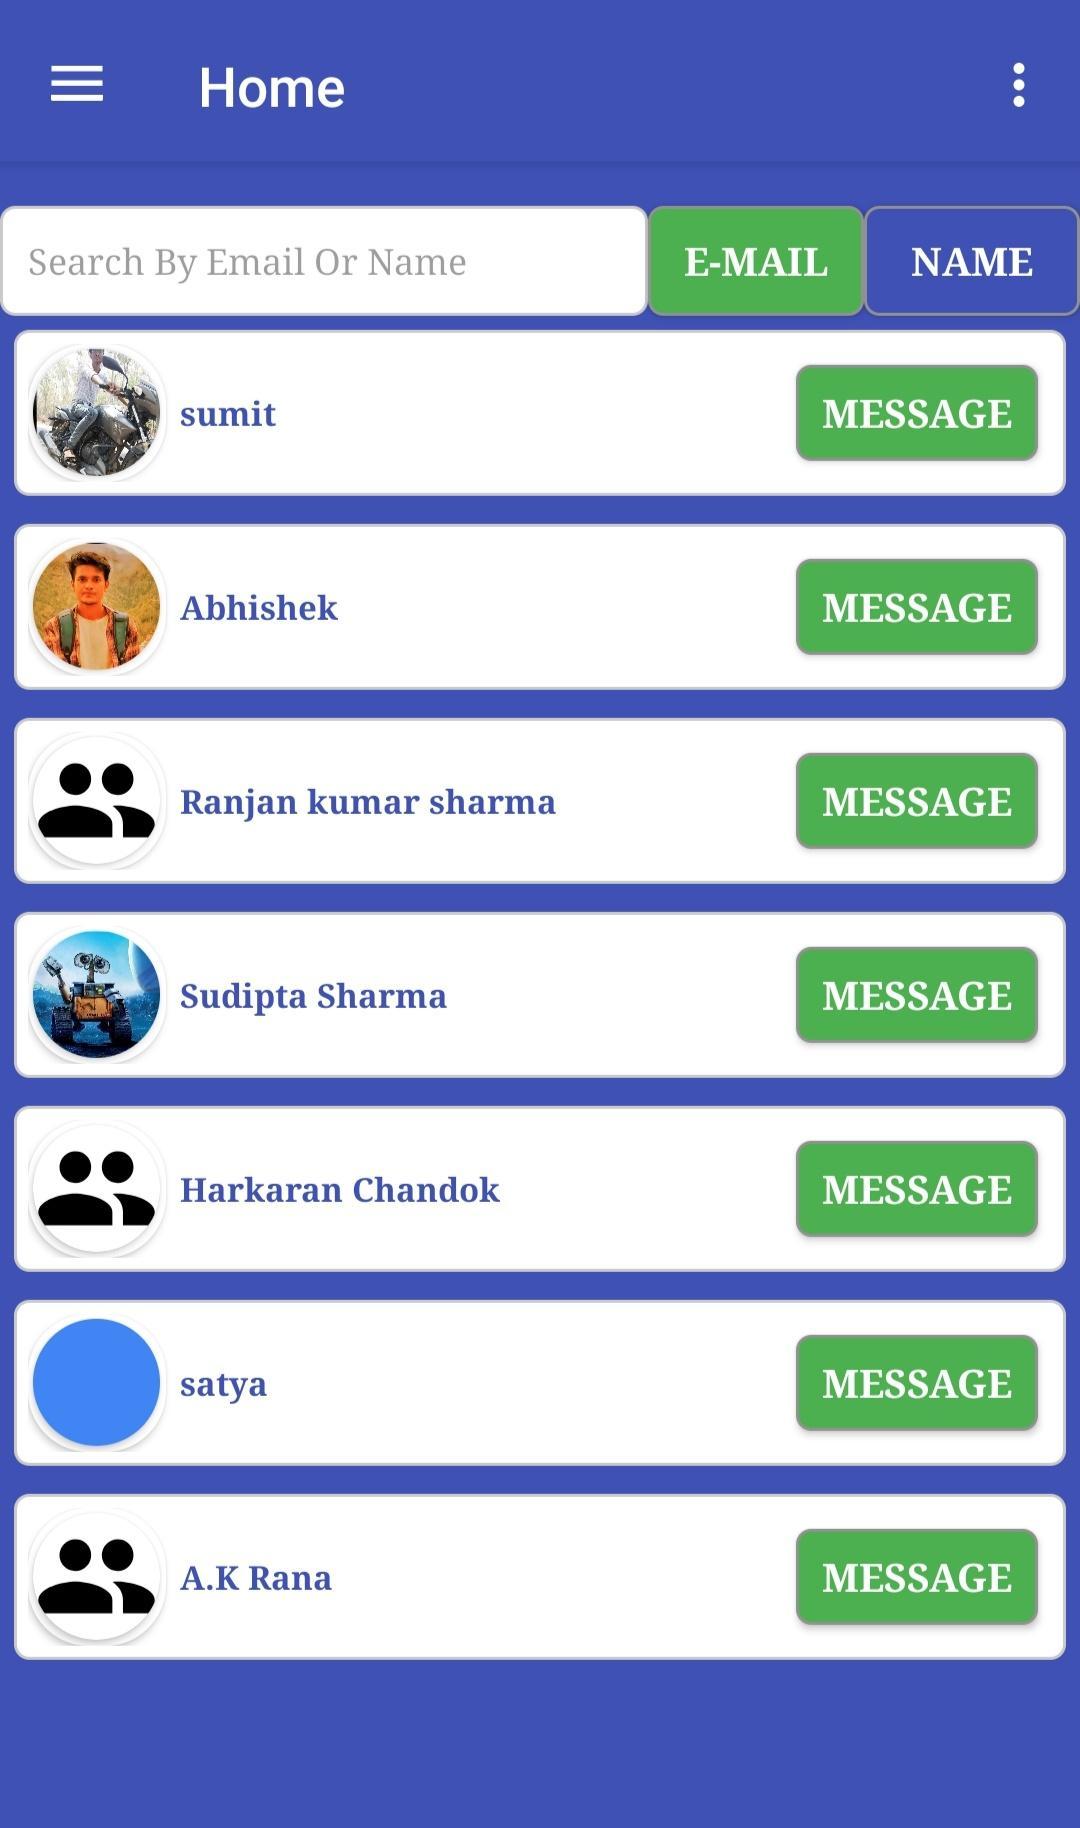 Home
Search By Email Or Name E-MAIL NAME
sumit MESSAGE
Abhishek MESSAGE
Ranjan kumar sharma MESSAGE
Sudipta Sharma MESSAGE
Harkaran Chandok MESSAGE
satya MESSAGE
A.K Rana MESSAGE